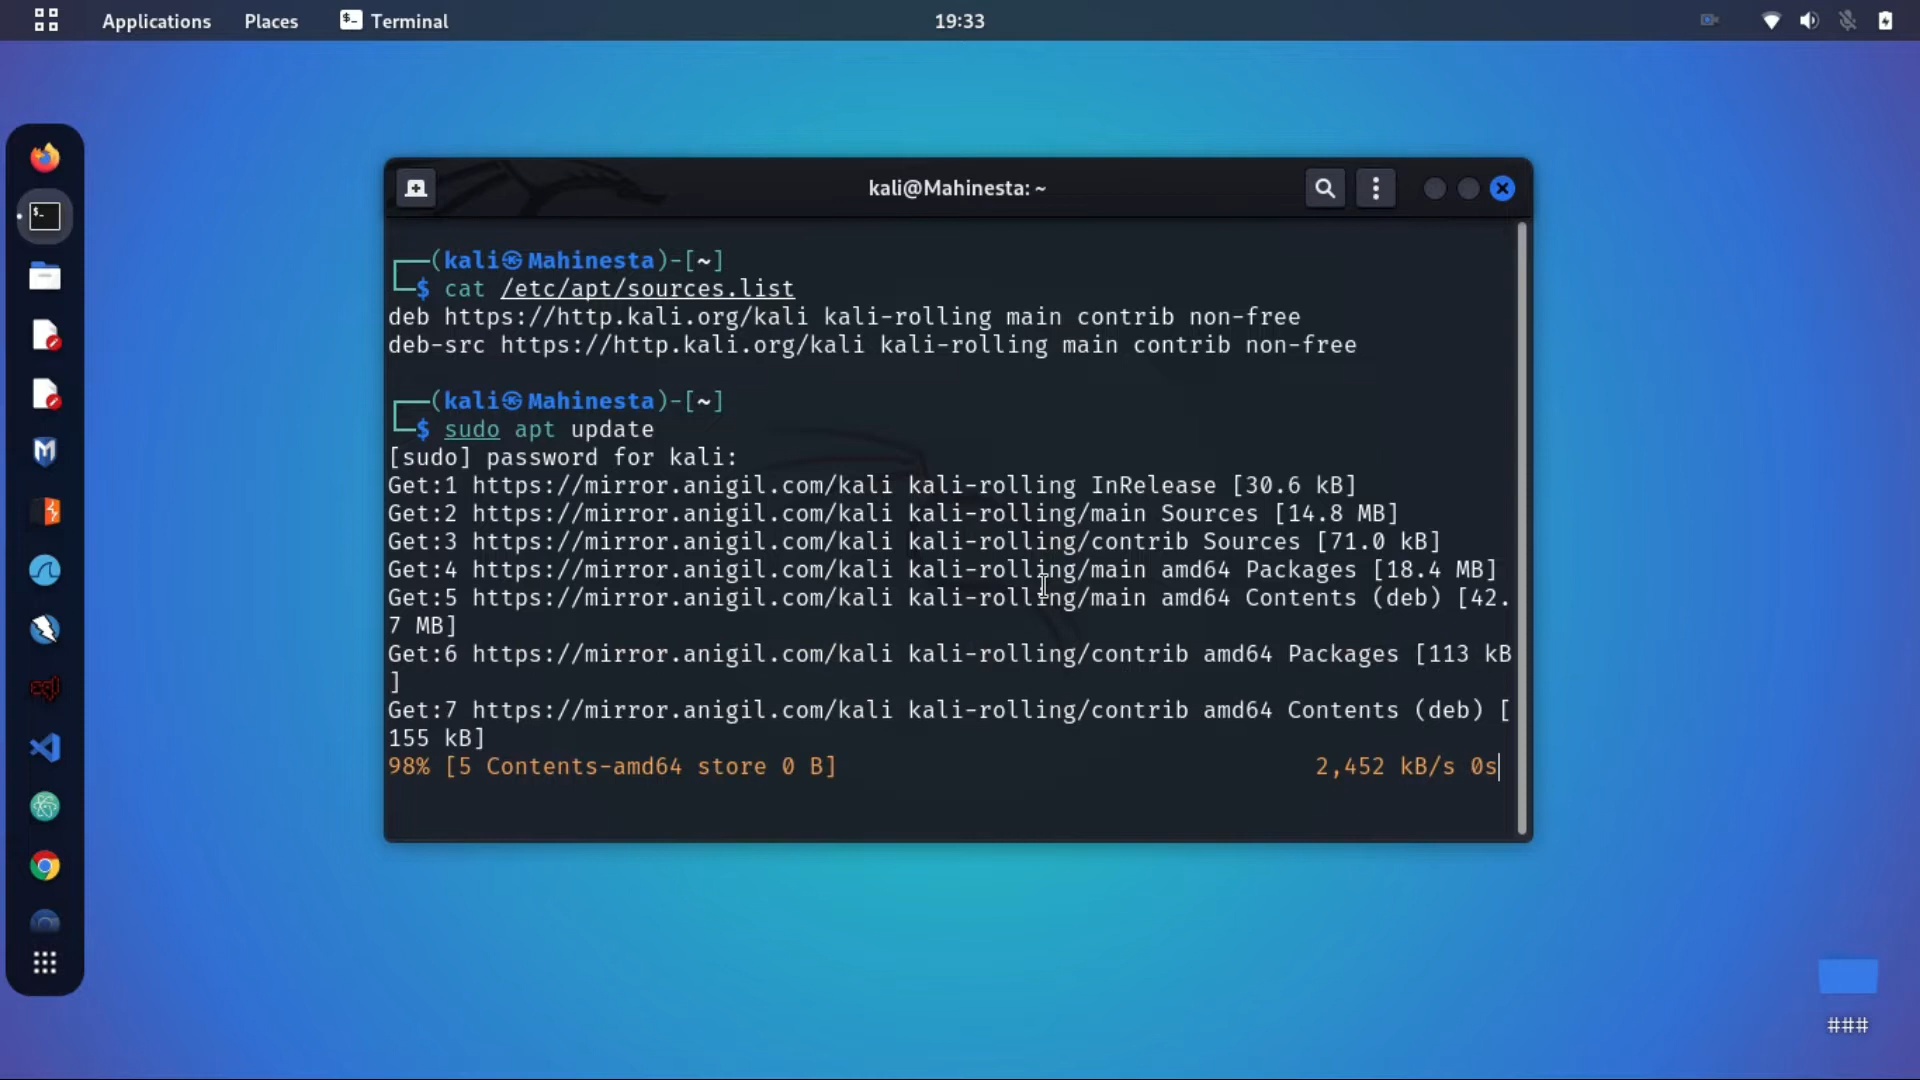 Applications Places Terminal 19:33
kali@Mahinesta: ~
┌──(kali㉿Mahinesta)-[~]
└─$ cat /etc/apt/sources.list
deb https://http.kali.org/kali kali-rolling main contrib non-free
deb-src https://http.kali.org/kali kali-rolling main contrib non-free
┌──(kali㉿Mahinesta)-[~]
└─$ sudo apt update
[sudo] password for kali:
Get:1 https://mirror.anigil.com/kali kali-rolling InRelease [30.6 kB]
Get:2 https://mirror.anigil.com/kali kali-rolling/main Sources [14.8 MB]
Get:3 https://mirror.anigil.com/kali kali-rolling/contrib Sources [71.0 kB]
Get:4 https://mirror.anigil.com/kali kali-rolling/main amd64 Packages [18.4 MB]
Get:5 https://mirror.anigil.com/kali kali-rolling/main amd64 Contents (deb) [42.
7 MB]
Get:6 https://mirror.anigil.com/kali kali-rolling/contrib amd64 Packages [113 kB
]
Get:7 https://mirror.anigil.com/kali kali-rolling/contrib amd64 Contents (deb) [
155 kB]
98% [5 Contents-amd64 store 0 B] 2,452 kB/s 0s
###